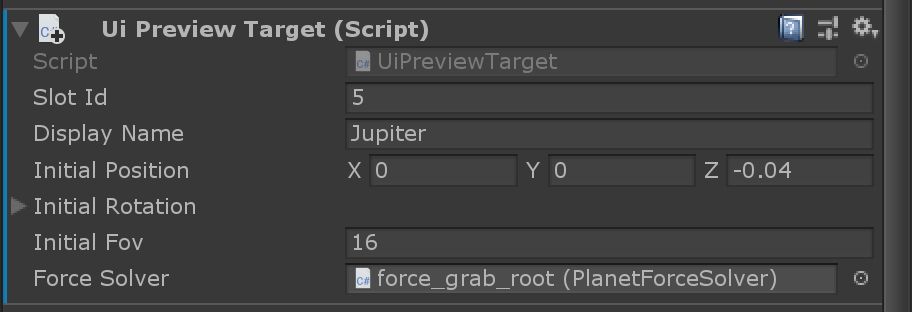 Ui Preview Target (Script)
Script UiPreviewTarget
Slot Id 5
Display Name Jupiter
Initial Position X 0 Y 0 Z -0.04
Initial Rotation
Initial Fov 16
Force Solver force_grab_root (PlanetForceSolver)